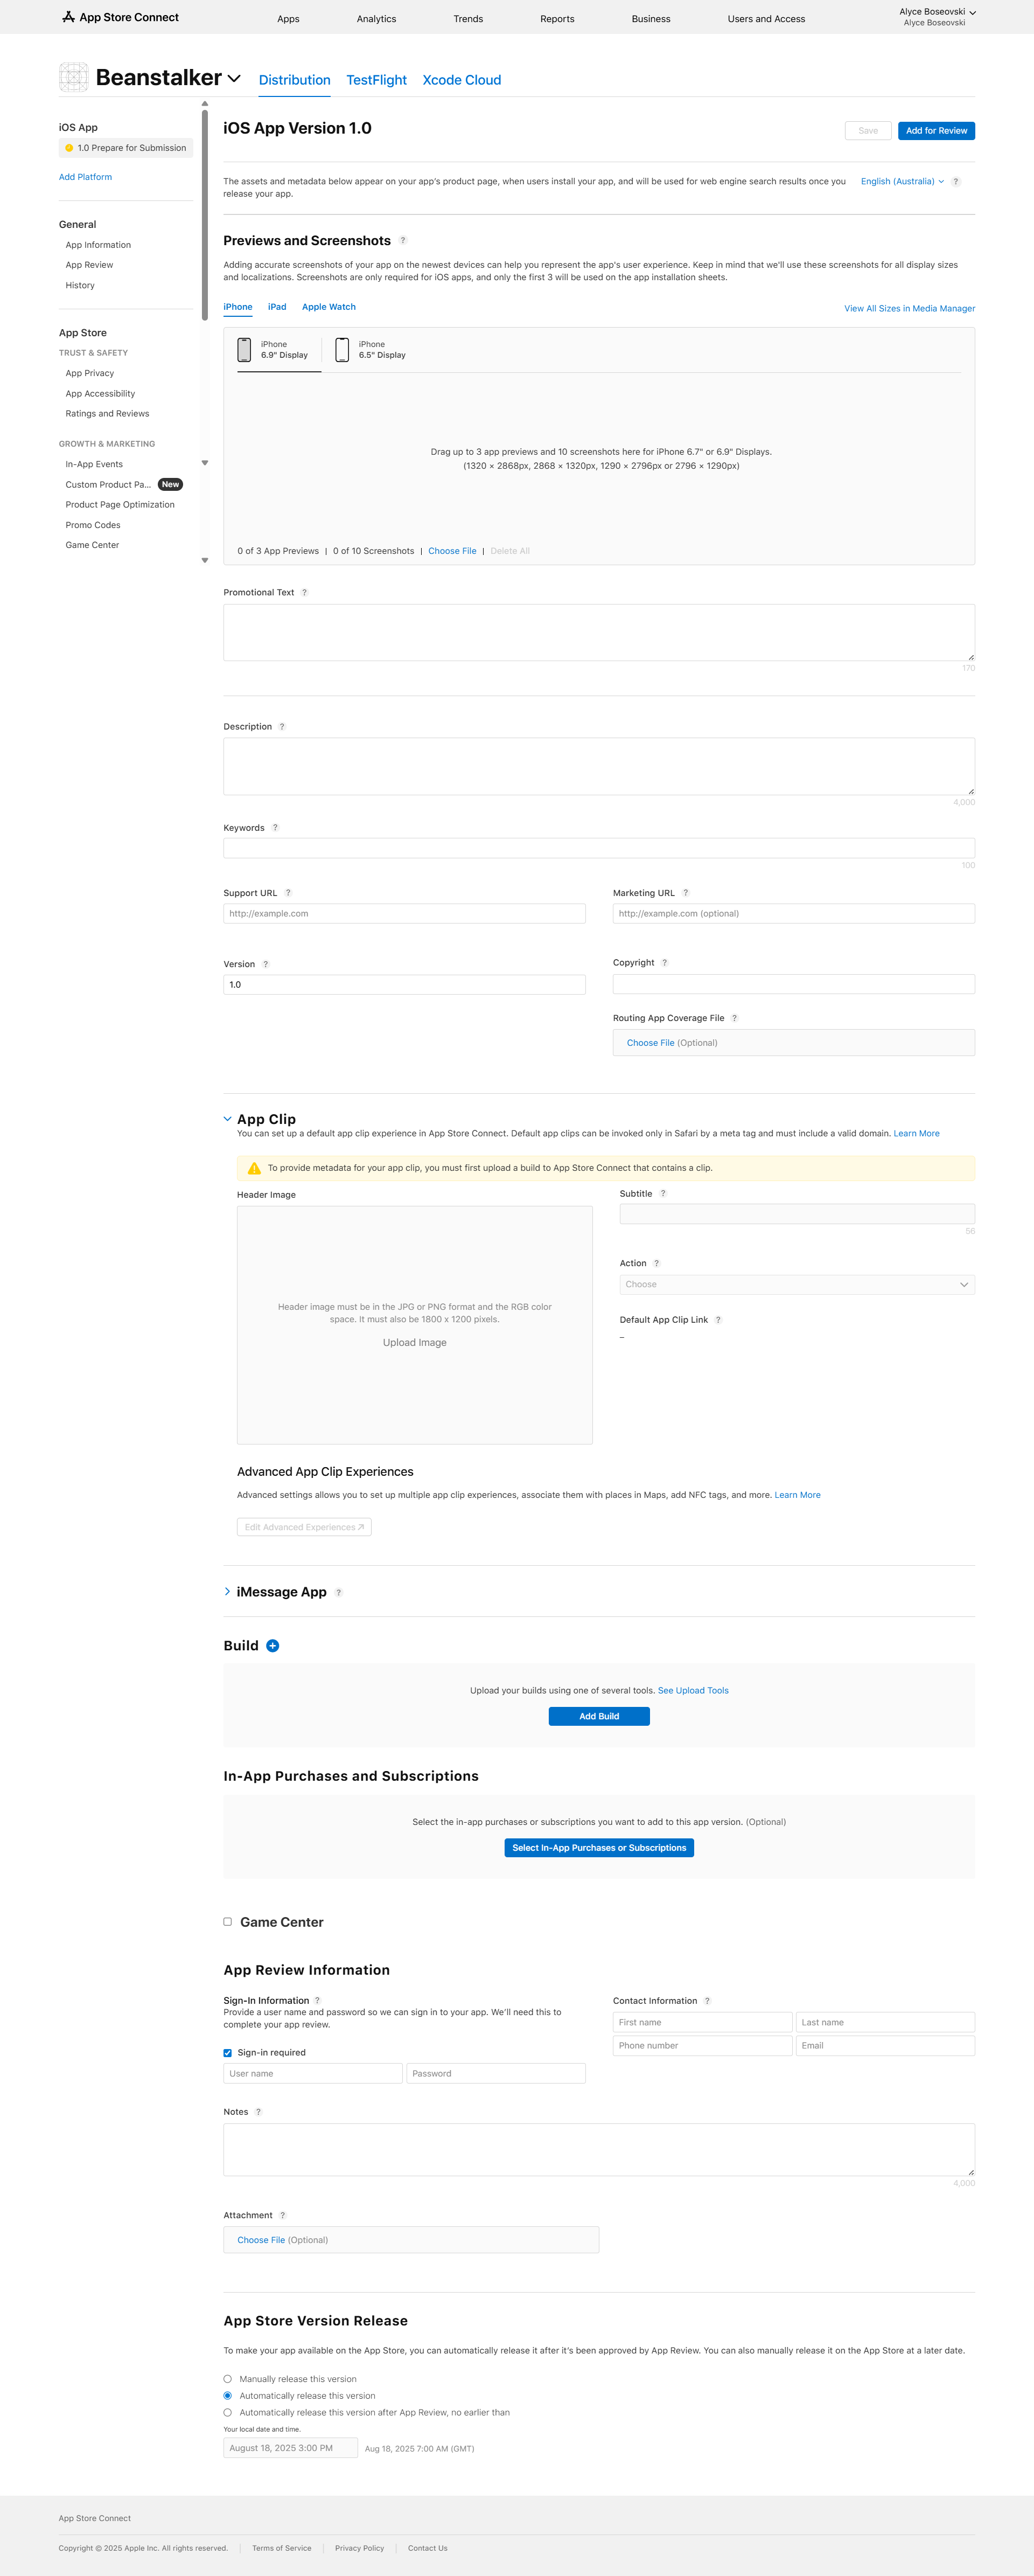 App Store Connect
Apps
Analytics
Trends
Reports
Business
Users and Access
Alyce Boseovski
Alyce Boseovski
Beanstalker
Distribution
TestFlight
Xcode Cloud
iOS App
1.0 Prepare for Submission
Add Platform
General
App Information
App Review
History
App Store
TRUST & SAFETY
App Privacy
App Accessibility
Ratings and Reviews
GROWTH & MARKETING
In-App Events
Custom Product Pa... New
Product Page Optimization
Promo Codes
Game Center
iOS App Version 1.0
Save
Add for Review
The assets and metadata below appear on your app's product page, when users install your app, and will be used for web engine search results once you
release your app.
English (Australia) ?
Previews and Screenshots ?
Adding accurate screenshots of your app on the newest devices can help you represent the app's user experience. Keep in mind that we'll use these screenshots for all display sizes
and localizations. Screenshots are only required for iOS apps, and only the first 3 will be used on the app installation sheets.
iPhone
iPad
Apple Watch
View All Sizes in Media Manager
iPhone
6.9" Display
iPhone
6.5" Display
Drag up to 3 app previews and 10 screenshots here for iPhone 6.7" or 6.9" Displays.
(1320 × 2868px, 2868 × 1320px, 1290 × 2796px or 2796 × 1290px)
0 of 3 App Previews | 0 of 10 Screenshots | Choose File | Delete All
Promotional Text ?
170
Description ?
4,000
Keywords ?
100
Support URL ?
http://example.com
Marketing URL ?
http://example.com (optional)
Version ?
1.0
Copyright ?
Routing App Coverage File ?
Choose File (Optional)
App Clip
You can set up a default app clip experience in App Store Connect. Default app clips can be invoked only in Safari by a meta tag and must include a valid domain. Learn More
To provide metadata for your app clip, you must first upload a build to App Store Connect that contains a clip.
Header Image
Header image must be in the JPG or PNG format and the RGB color
space. It must also be 1800 x 1200 pixels.
Upload Image
Subtitle ?
56
Action ?
Choose
Default App Clip Link ?
–
Advanced App Clip Experiences
Advanced settings allows you to set up multiple app clip experiences, associate them with places in Maps, add NFC tags, and more. Learn More
Edit Advanced Experiences
iMessage App ?
Build
Upload your builds using one of several tools. See Upload Tools
Add Build
In-App Purchases and Subscriptions
Select the in-app purchases or subscriptions you want to add to this app version. (Optional)
Select In-App Purchases or Subscriptions
Game Center
App Review Information
Sign-In Information ?
Provide a user name and password so we can sign in to your app. We'll need this to
complete your app review.
Sign-in required
User name
Password
Contact Information ?
First name
Last name
Phone number
Email
Notes ?
4,000
Attachment ?
Choose File (Optional)
App Store Version Release
To make your app available on the App Store, you can automatically release it after it's been approved by App Review. You can also manually release it on the App Store at a later date.
Manually release this version
Automatically release this version
Automatically release this version after App Review, no earlier than
Your local date and time.
August 18, 2025 3:00 PM
Aug 18, 2025 7:00 AM (GMT)
App Store Connect
Copyright © 2025 Apple Inc. All rights reserved. | Terms of Service | Privacy Policy | Contact Us